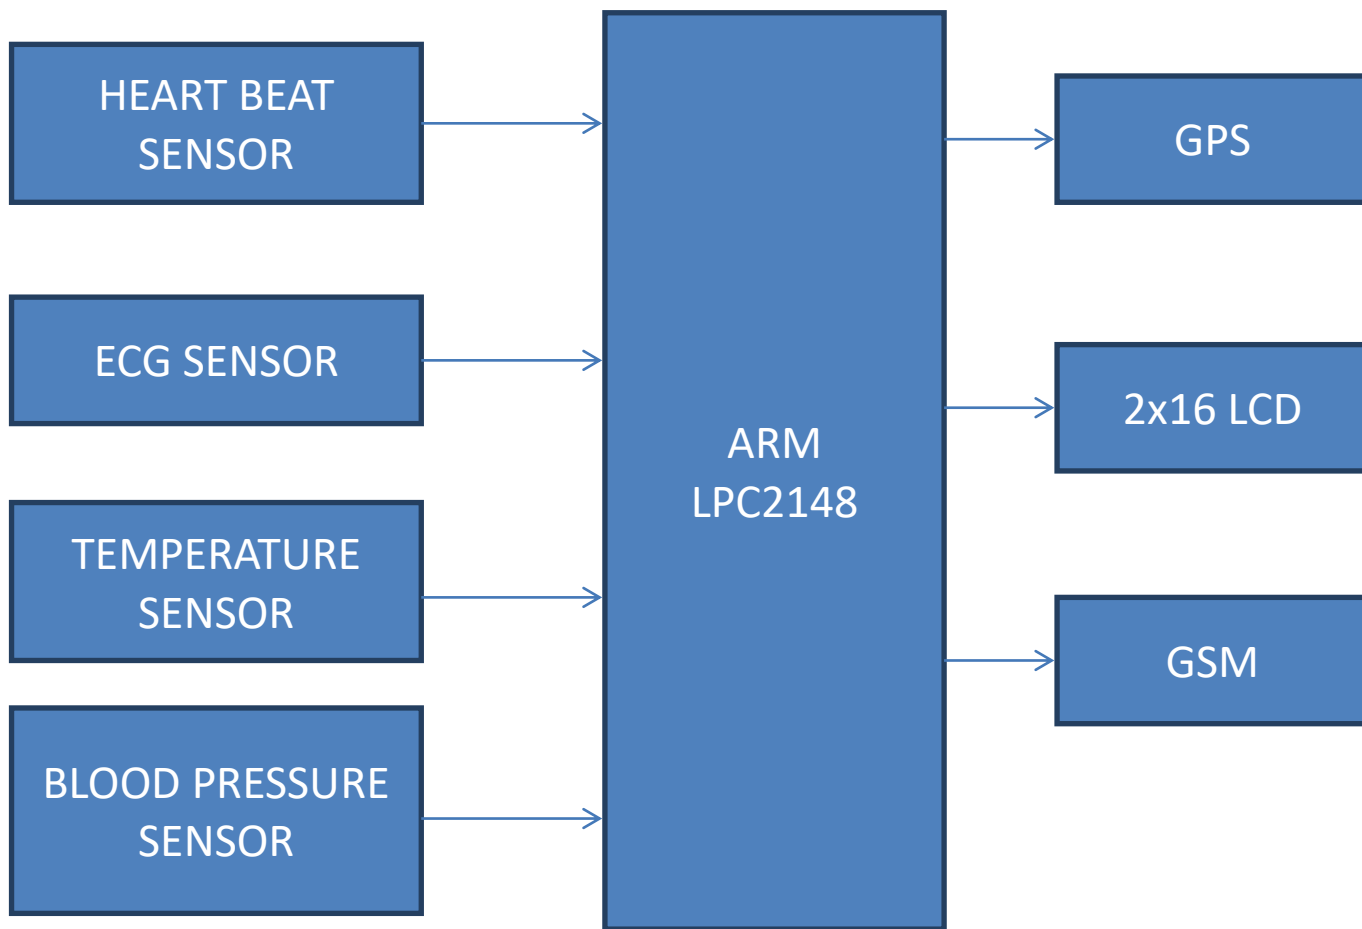 HEART BEAT
SENSOR
ECG SENSOR
TEMPERATURE
SENSOR
BLOOD PRESSURE
SENSOR
ARM
LPC2148
GPS
2x16 LCD
GSM